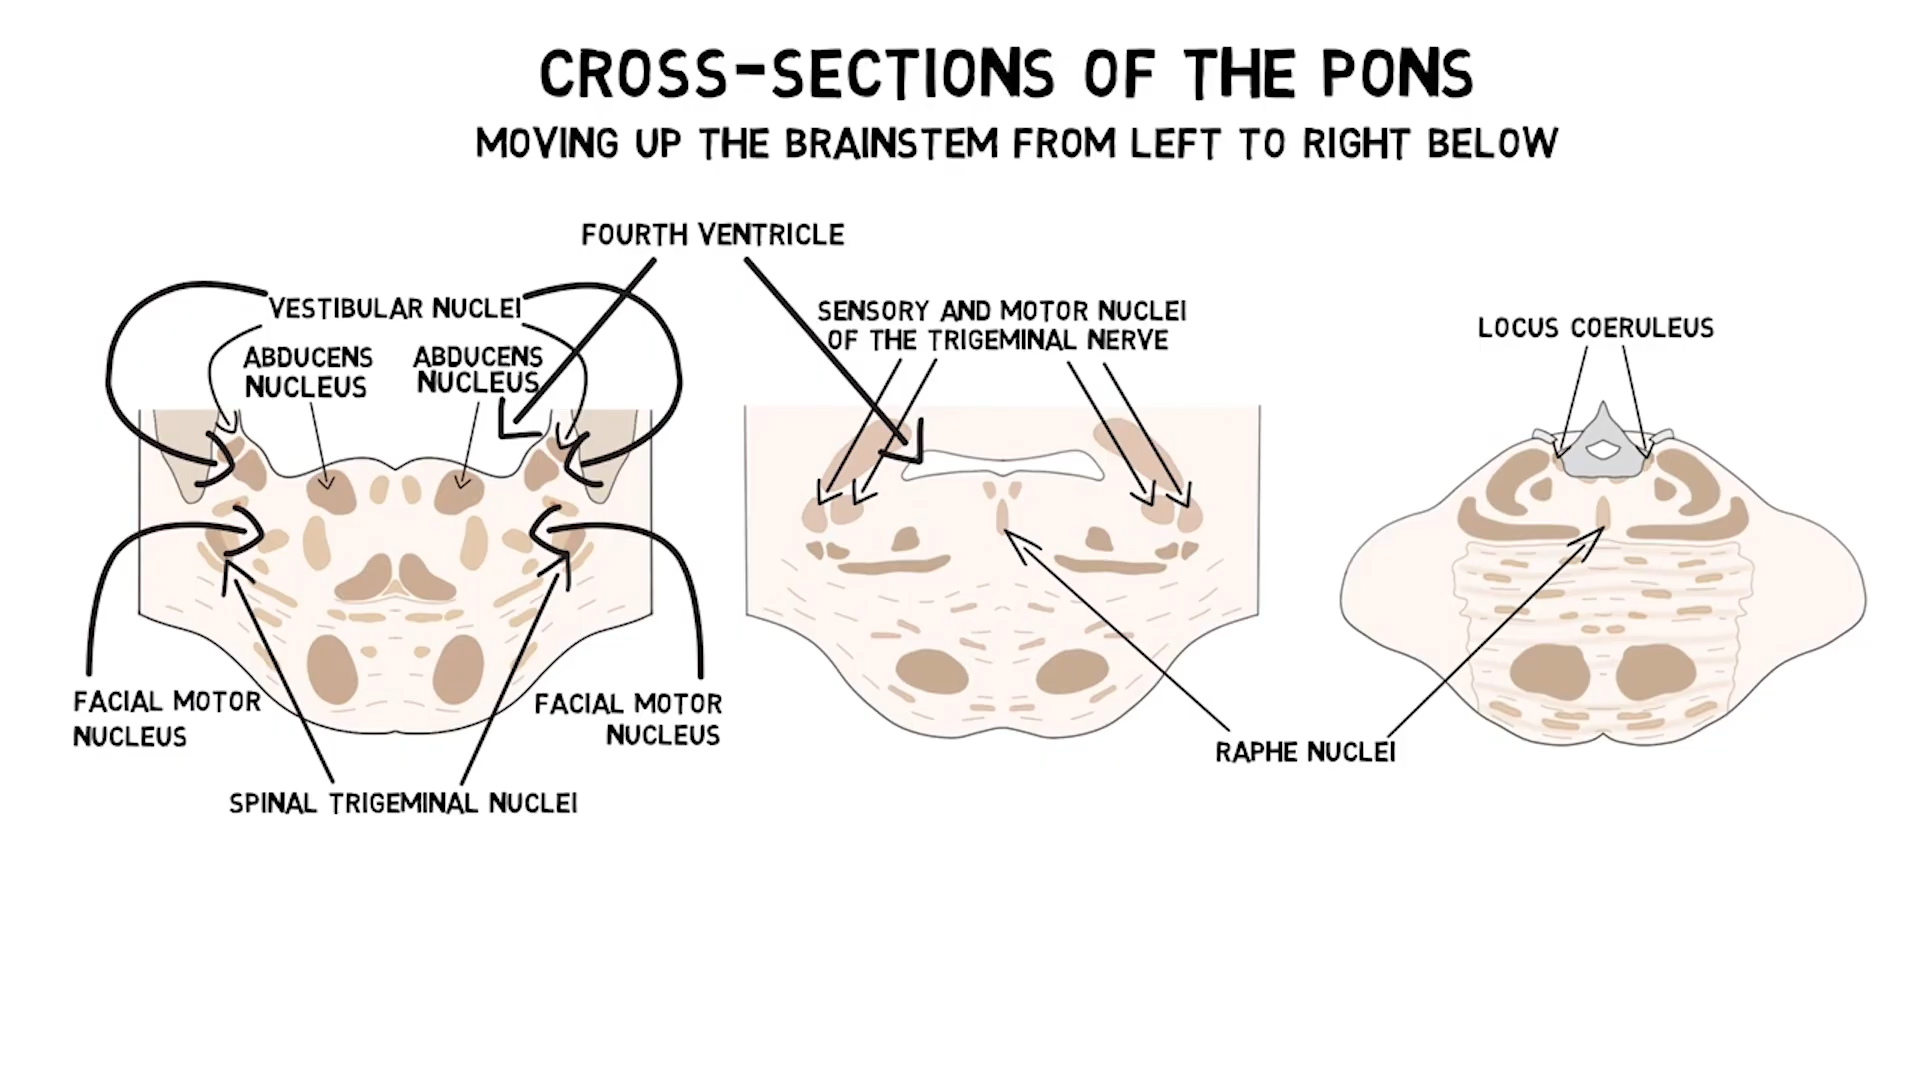 CROSS-SECTIONS OF THE PONS
MOVING UP THE BRAINSTEM FROM LEFT TO RIGHT BELOW
FOURTH VENTRICLE
VESTIBULAR NUCLEI
ABDUCENS
NUCLEUS
ABDUCENS
NUCLEUS
SENSORY AND MOTOR NUCLEI
OF THE TRIGEMINAL NERVE
LOCUS COERULEUS
FACIAL MOTOR
NUCLEUS
FACIAL MOTOR
NUCLEUS
RAPHE NUCLEI
SPINAL TRIGEMINAL NUCLEI